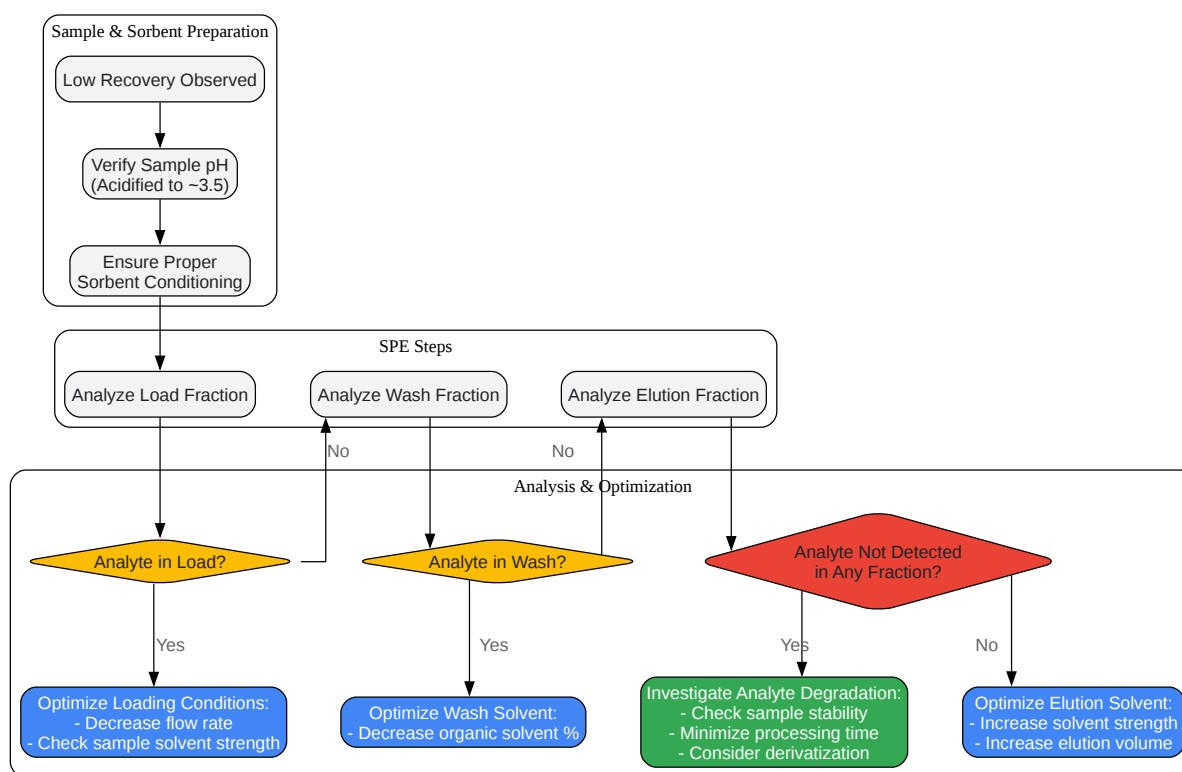 Sample & Sorbent Preparation
Low Recovery Observed
Verify Sample pH
(Acidified to ~3.5)
Ensure Proper
Sorbent Conditioning
SPE Steps
Analyze Load Fraction
Analyze Wash Fraction
Analyze Elution Fraction
No
No
Analysis & Optimization
Analyte in Load?
Analyte in Wash?
Analyte Not Detected
in Any Fraction?
Yes
Yes
Yes
No
Optimize Loading Conditions:
- Decrease flow rate
- Check sample solvent strength
Optimize Wash Solvent:
- Decrease organic solvent %
Investigate Analyte Degradation:
- Check sample stability
- Minimize processing time
- Consider derivatization
Optimize Elution Solvent:
- Increase solvent strength
- Increase elution volume